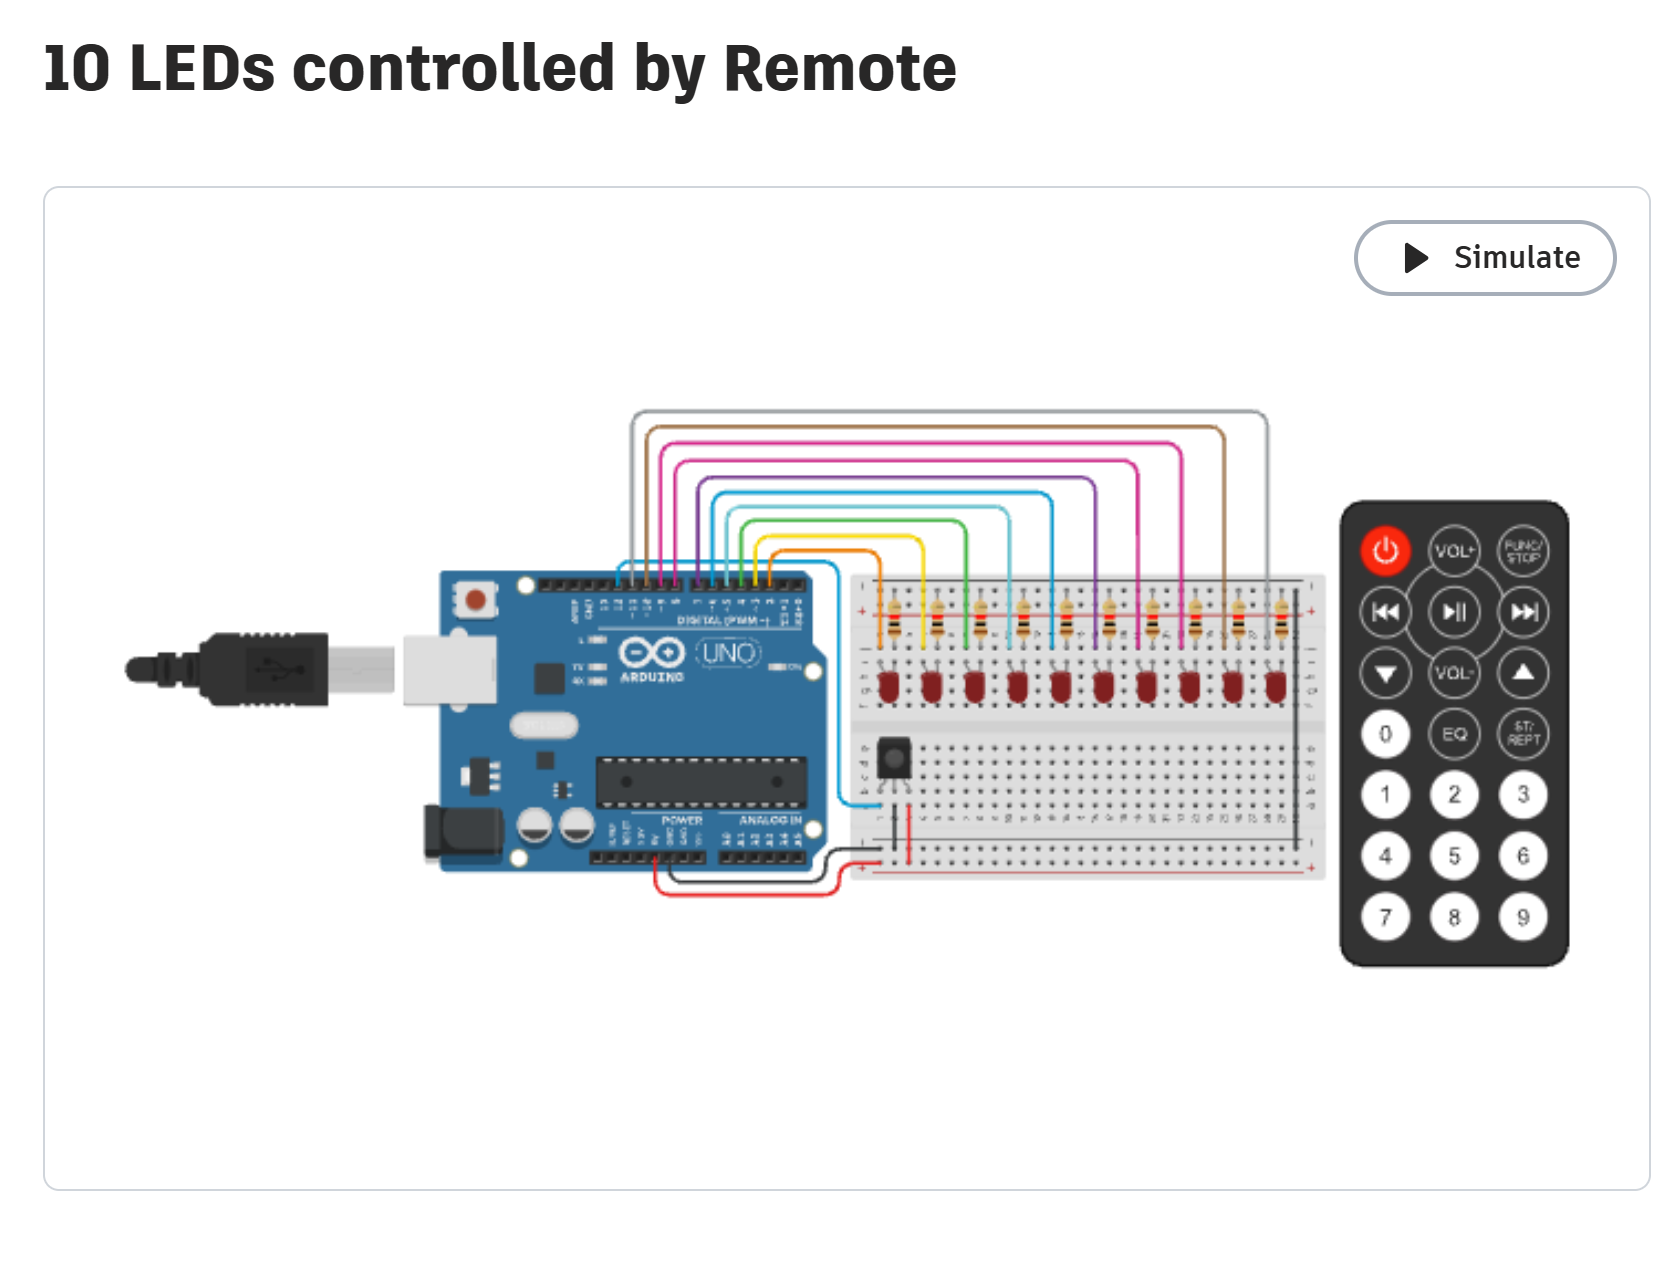 10 LEDs controlled by Remote
Simulate
DIGITAL (PWM ~)
UNO
ARDUINO
ON
POWER
ANALOG IN
VOL+
FUNC/
STOP
VOL-
0
EQ
ST/
REPT
1
2
3
4
5
6
7
8
9